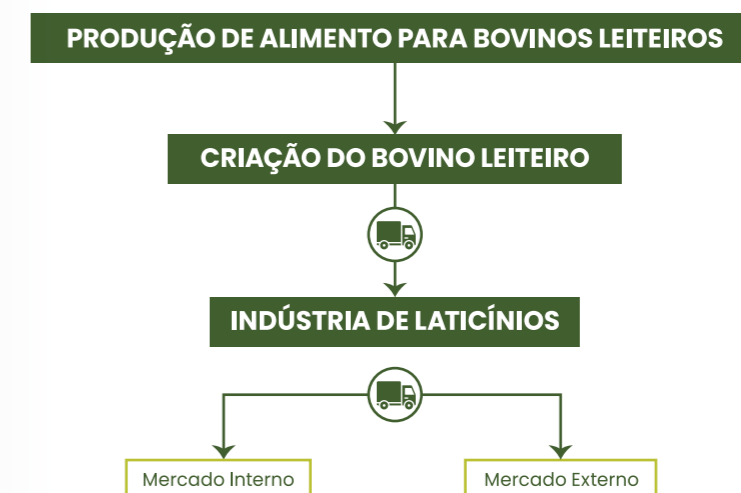 PRODUÇÃO DE ALIMENTO PARA BOVINOS LEITEIROS
CRIAÇÃO DO BOVINO LEITEIRO
INDÚSTRIA DE LATICÍNIOS
Mercado Interno
Mercado Externo